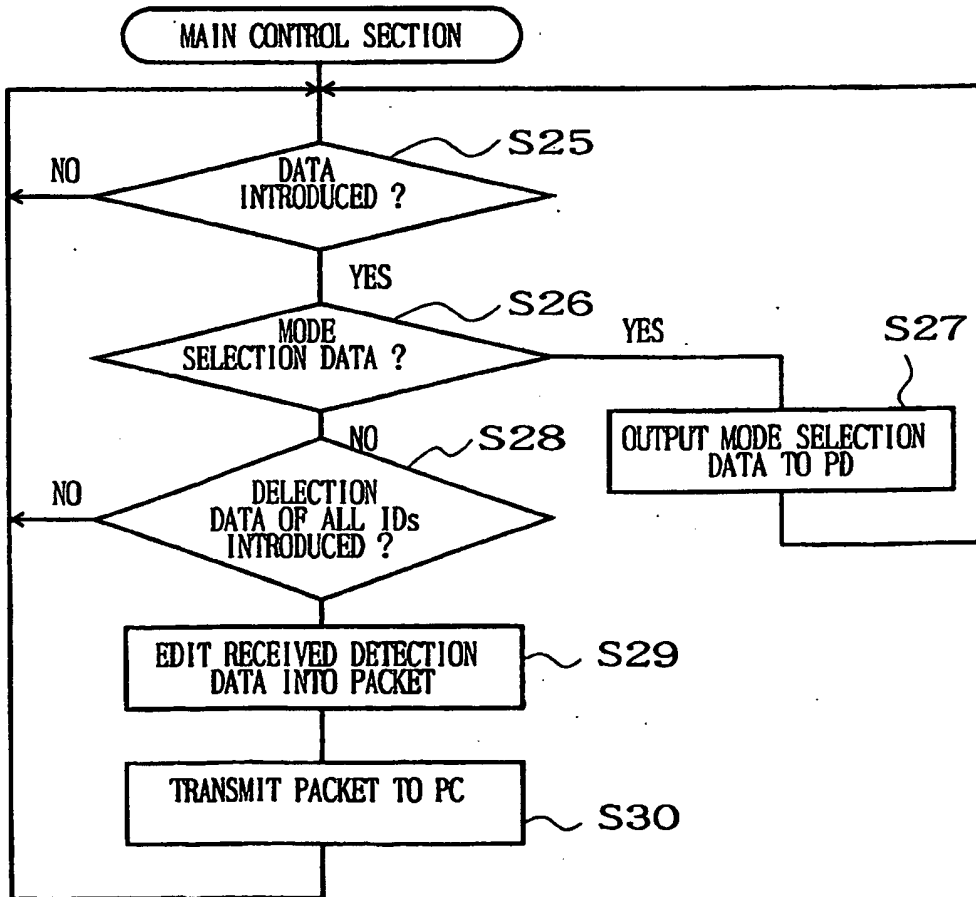 MAIN CONTROL SECTION
S25
NO
DATA
INTRODUCED ?
YES
S26
MODE
SELECTION DATA ?
YES
S27
OUTPUT MODE SELECTION
DATA TO PD
NO
S28
NO
DELECTION
DATA OF ALL IDs
INTRODUCED ?
EDIT RECEIVED DETECTION
DATA INTO PACKET
S29
TRANSMIT PACKET TO PC
S30